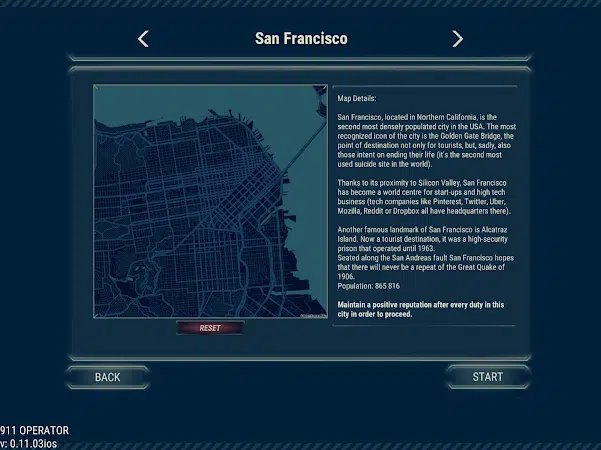 San Francisco
Map Details:
San Francisco, located in Northern California, is the
second most densely populated city in the USA. The most
recognized icon of the city is the Golden Gate Bridge, the
point of destination not only for tourists, but, sadly, also
those intent on ending their life (it's the second most
used suicide site in the world).
Thanks to its proximity to Silicon Valley, San Francisco
has become a world centre for start-ups and high tech
business (tech companies like Pinterest, Twitter, Uber,
Mozilla, Reddit or Dropbox all have headquarters there).
Another famous landmark of San Francisco is Alcatraz
Island. Now a tourist destination, it was a high-security
prison that operated until 1963.
Seated along the San Andreas fault San Francisco hopes
that there will never be a repeat of the Great Quake of
1906.
Population: 865 816
Maintain a positive reputation after every duty in this
city in order to proceed.
RESET
BACK
START
911 OPERATOR
v: 0.11.03ios